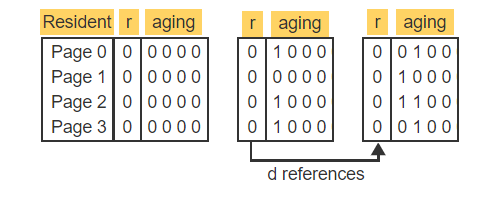 Resident r aging r aging r aging
Page 0 0 0 0 0 0 0 1 0 0 0 0 0 1 0 0
Page 1 0 0 0 0 0 0 0 0 0 0 0 1 0 0 0
Page 2 0 0 0 0 0 0 1 0 0 0 0 1 1 0 0
Page 3 0 0 0 0 0 0 1 0 0 0 0 0 1 0 0
d references